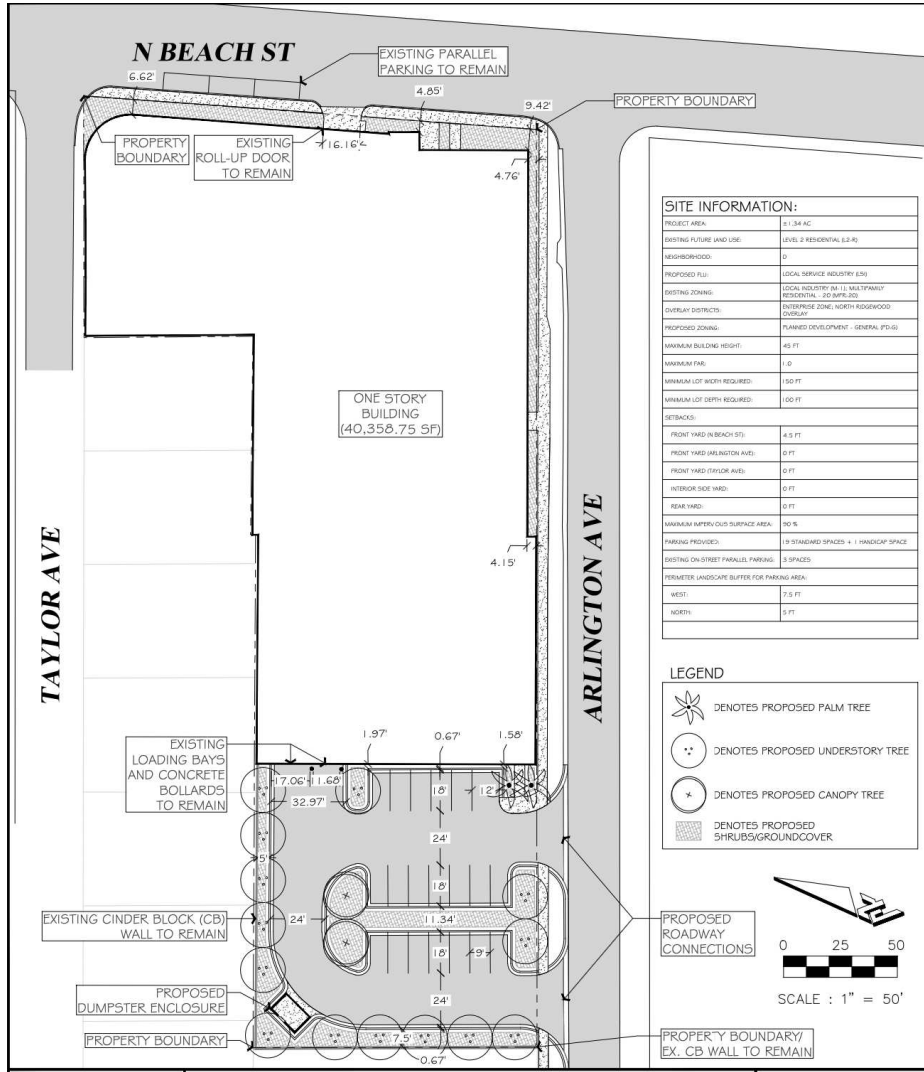 N BEACH ST
EXISTING PARALLEL
PARKING TO REMAIN
6.62'
4.85'
9.42'
PROPERTY BOUNDARY
PROPERTY
BOUNDARY
EXISTING
ROLL-UP DOOR
TO REMAIN
16.16'
4.76'
SITE INFORMATION:
PROJECT AREA: ±1.34 AC
EXISTING FUTURE LAND USE: LEVEL 2 RESIDENTIAL (L2-R)
NEIGHBORHOOD: D
PROPOSED FLU: LOCAL SERVICE INDUSTRY (LSI)
EXISTING ZONING: LOCAL INDUSTRY (M-1); MULTIFAMILY
RESIDENTIAL - 20 (MFR-20)
OVERLAY DISTRICTS: ENTERPRISE ZONE; NORTH RIDGEWOOD
OVERLAY
PROPOSED ZONING: PLANNED DEVELOPMENT - GENERAL (PD-G)
MAXIMUM BUILDING HEIGHT: 45 FT
MAXIMUM FAR: 1.0
MINIMUM LOT WIDTH REQUIRED: 150 FT
MINIMUM LOT DEPTH REQUIRED: 100 FT
SETBACKS:
FRONT YARD (N BEACH ST): 4.5 FT
FRONT YARD (ARLINGTON AVE): 0 FT
FRONT YARD (TAYLOR AVE): 0 FT
INTERIOR SIDE YARD: 0 FT
REAR YARD: 0 FT
MAXIMUM IMPERVIOUS SURFACE AREA: 90 %
PARKING PROVIDED: 19 STANDARD SPACES + 1 HANDICAP SPACE
EXISTING ON-STREET PARALLEL PARKING: 3 SPACES
PERIMETER LANDSCAPE BUFFER FOR PARKING AREA:
WEST: 7.5 FT
NORTH: 5 FT
ONE STORY
BUILDING
(40,358.75 SF)
4.15'
TAYLOR AVE
ARLINGTON AVE
LEGEND
DENOTES PROPOSED PALM TREE
DENOTES PROPOSED UNDERSTORY TREE
DENOTES PROPOSED CANOPY TREE
DENOTES PROPOSED
SHRUBS/GROUNDCOVER
EXISTING
LOADING BAYS
AND CONCRETE
BOLLARDS
TO REMAIN
1.97'
0.67'
1.58'
17.06'
11.68'
32.97'
18'
12'
24'
5'
18'
EXISTING CINDER BLOCK (CB)
WALL TO REMAIN
24'
11.34'
18'
9'
PROPOSED
ROADWAY
CONNECTIONS
PROPOSED
DUMPSTER ENCLOSURE
24'
PROPERTY BOUNDARY
7.5'
0.67'
PROPERTY BOUNDARY/
EX. CB WALL TO REMAIN
0 25 50
SCALE : 1" = 50'